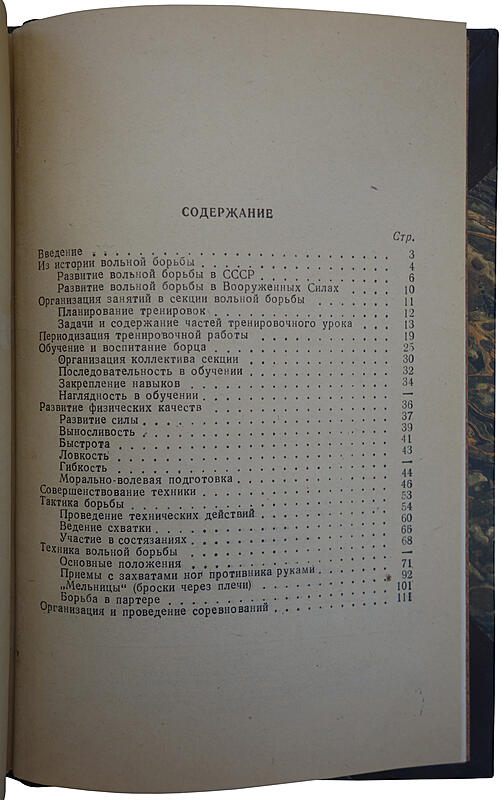 СОДЕРЖАНИЕ
Стр.
Введение . . . 3
Из истории вольной борьбы . . . 4
Развитие вольной борьбы в СССР . . . 6
Развитие вольной борьбы в Вооруженных Силах . . . 10
Организация занятий в секции вольной борьбы . . . 11
Планирование тренировок . . . 12
Задачи и содержание частей тренировочного урока . . . 13
Периодизация тренировочной работы . . . 19
Обучение и воспитание борца . . . 25
Организация коллектива секции . . . 30
Последовательность в обучении . . . 32
Закрепление навыков . . . 34
Наглядность в обучении . . . —
Развитие физических качеств . . . 36
Развитие силы . . . 37
Выносливость . . . 39
Быстрота . . . 41
Ловкость . . . 43
Гибкость . . . —
Морально-волевая подготовка . . . 44
Совершенствование техники . . . 46
Тактика борьбы . . . 53
Проведение технических действий . . . 54
Ведение схватки . . . 60
Участие в состязаниях . . . 66
Техника вольной борьбы . . . 68
Основные положения . . . —
Приемы с захватами ног противника руками . . . 71
„Мельницы“ (броски через плечи) . . . 92
Борьба в партере . . . 101
Организация и проведение соревнований . . . 111